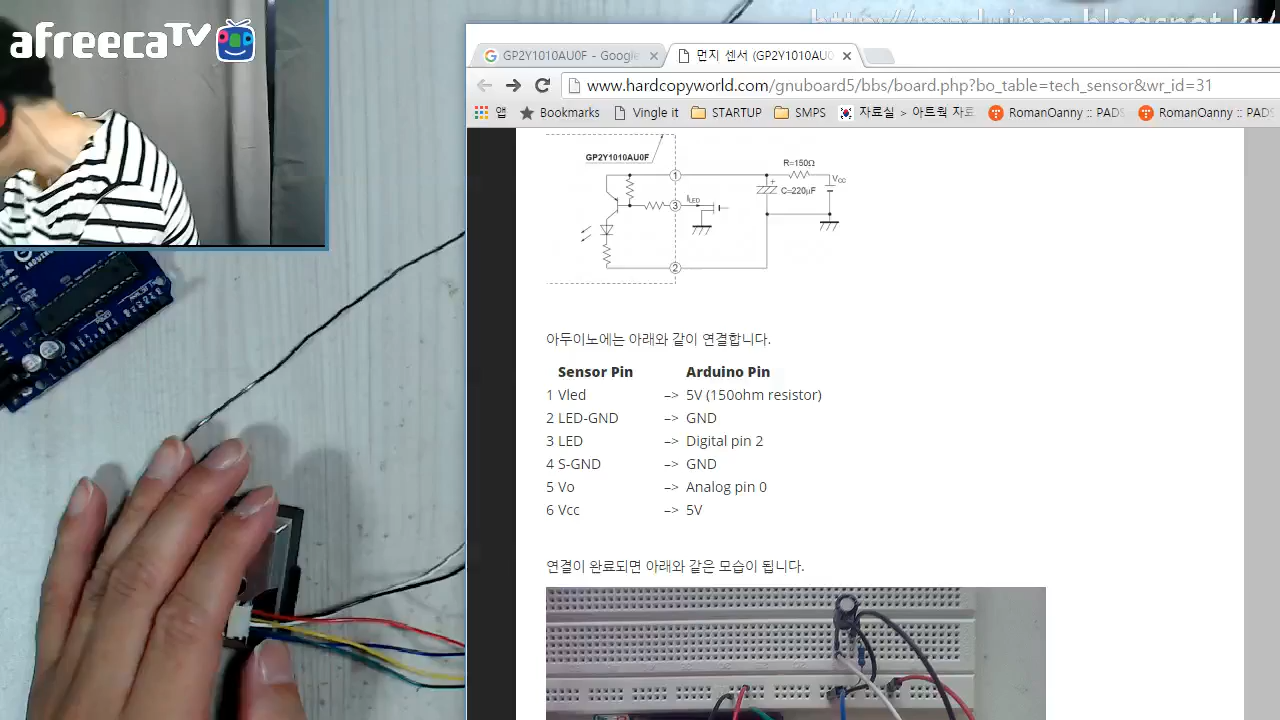 afreecaTV
GP2Y1010AU0F - Google
먼지 센서 (GP2Y1010AU0
www.hardcopyworld.com/gnuboard5/bbs/board.php?bo_table=tech_sensor&wr_id=31
앱
Bookmarks
Vingle it
STARTUP
SMPS
자료실 > 아트웍 자료
RomanOanny :: PADS
RomanOanny :: PADS
GP2Y1010AU0F
R=150Ω
1
VCC
+
C=220μF
3
ILED
2
아두이노에는 아래와 같이 연결합니다.
Sensor Pin Arduino Pin
1 Vled –> 5V (150ohm resistor)
2 LED-GND –> GND
3 LED –> Digital pin 2
4 S-GND –> GND
5 Vo –> Analog pin 0
6 Vcc –> 5V
연결이 완료되면 아래와 같은 모습이 됩니다.